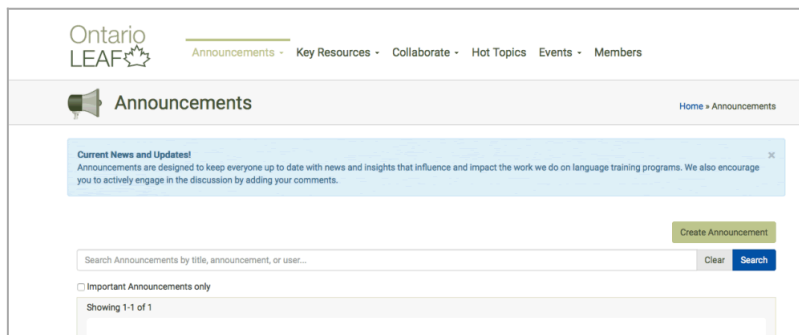 Ontario
LEAF
Announcements Key Resources Collaborate Hot Topics Events Members
Announcements
Home » Announcements
Current News and Updates!
×
Announcements are designed to keep everyone up to date with news and insights that influence and impact the work we do on language training programs. We also encourage
you to actively engage in the discussion by adding your comments.
Create Announcement
Search Announcements by title, announcement, or user...
Clear
Search
Important Announcements only
Showing 1-1 of 1